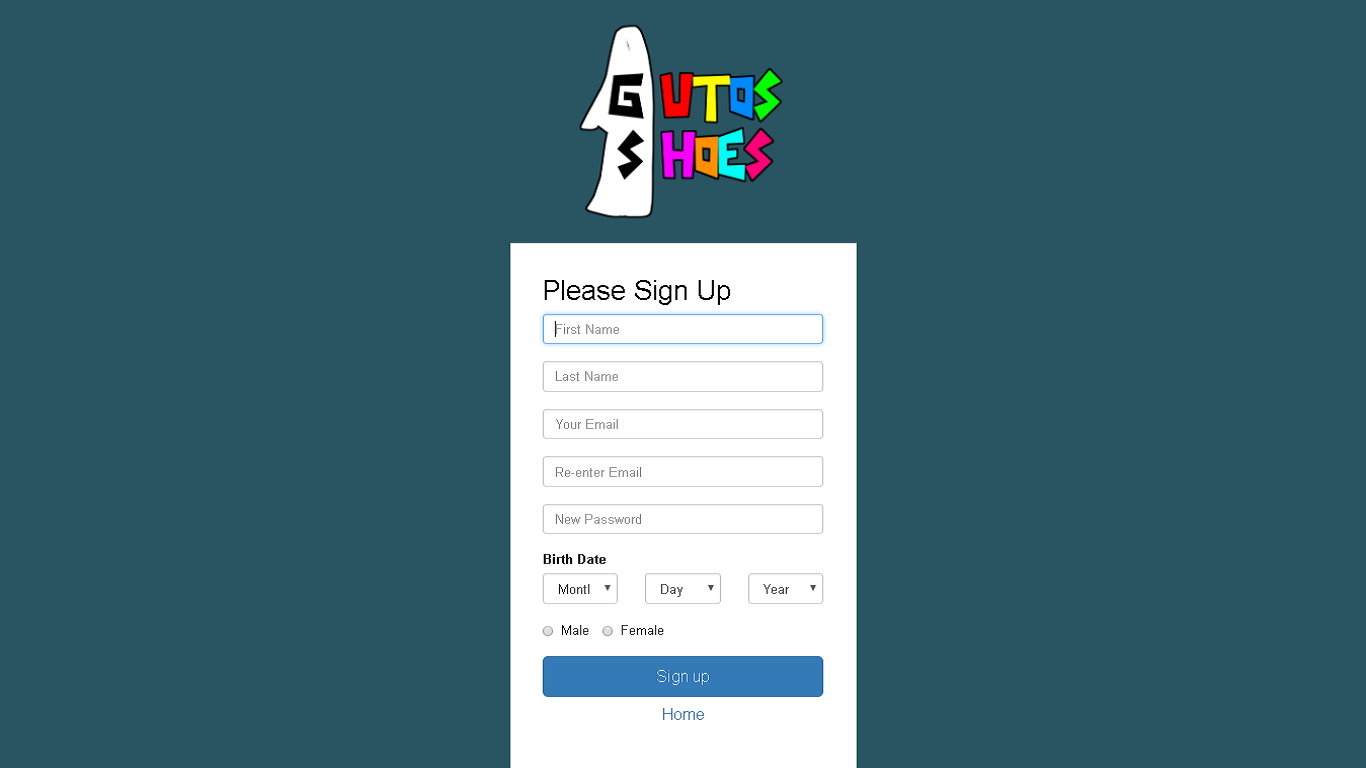 GUTOS
SHOES
Please Sign Up
First Name
Last Name
Your Email
Re-enter Email
New Password
Birth Date
Montl Day Year
Male Female
Sign up
Home